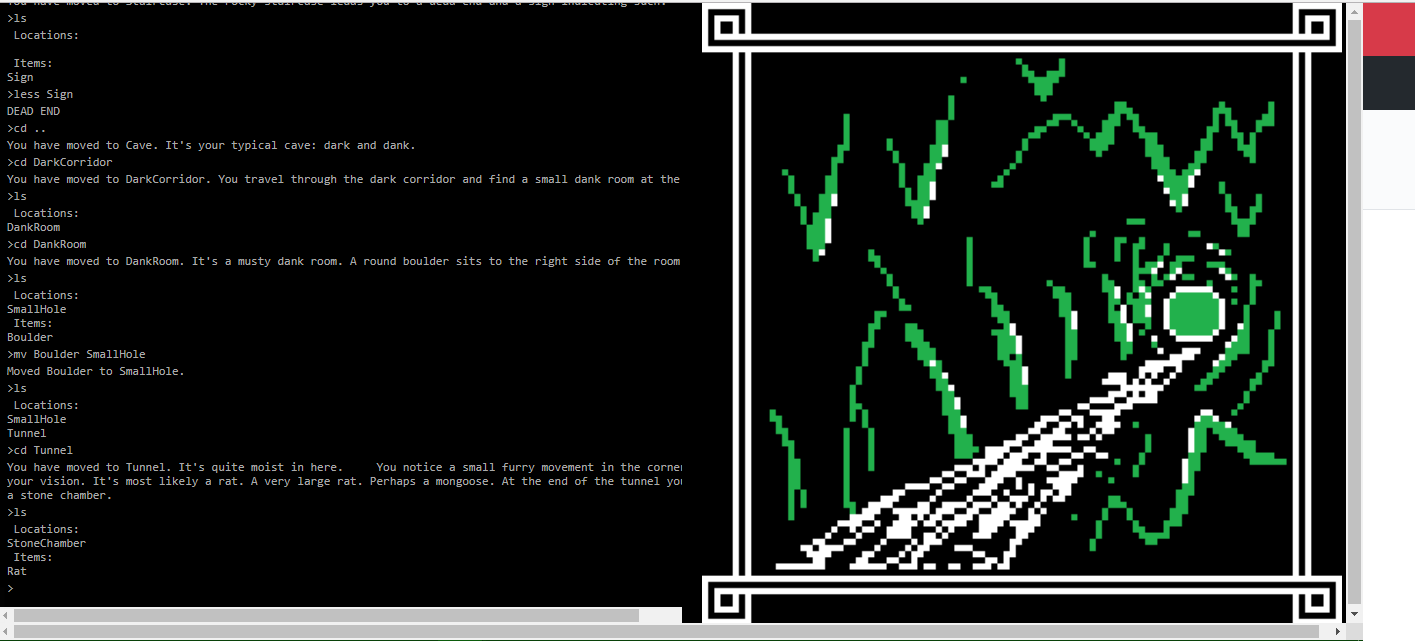 You have moved to Staircase. The rocky staircase leads you to a dead end and a sign indicating such.
>ls
Locations:
Items:
Sign
>less Sign
DEAD END
>cd ..
You have moved to Cave. It's your typical cave: dark and dank.
>cd DarkCorridor
You have moved to DarkCorridor. You travel through the dark corridor and find a small dank room at the
>ls
Locations:
DankRoom
>cd DankRoom
You have moved to DankRoom. It's a musty dank room. A round boulder sits to the right side of the room
>ls
Locations:
SmallHole
Items:
Boulder
>mv Boulder SmallHole
Moved Boulder to SmallHole.
>ls
Locations:
SmallHole
Tunnel
>cd Tunnel
You have moved to Tunnel. It's quite moist in here. You notice a small furry movement in the corner
your vision. It's most likely a rat. A very large rat. Perhaps a mongoose. At the end of the tunnel you
a stone chamber.
>ls
Locations:
StoneChamber
Items:
Rat
>